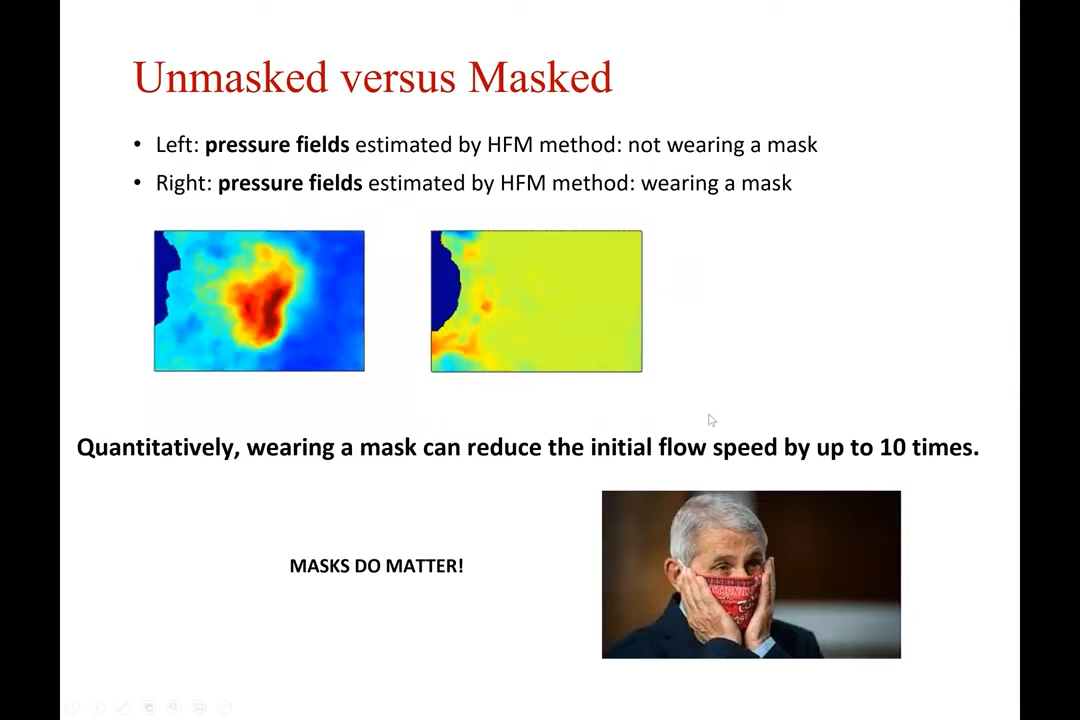 Unmasked versus Masked
• Left: pressure fields estimated by HFM method: not wearing a mask
• Right: pressure fields estimated by HFM method: wearing a mask
Quantitatively, wearing a mask can reduce the initial flow speed by up to 10 times.
MASKS DO MATTER!